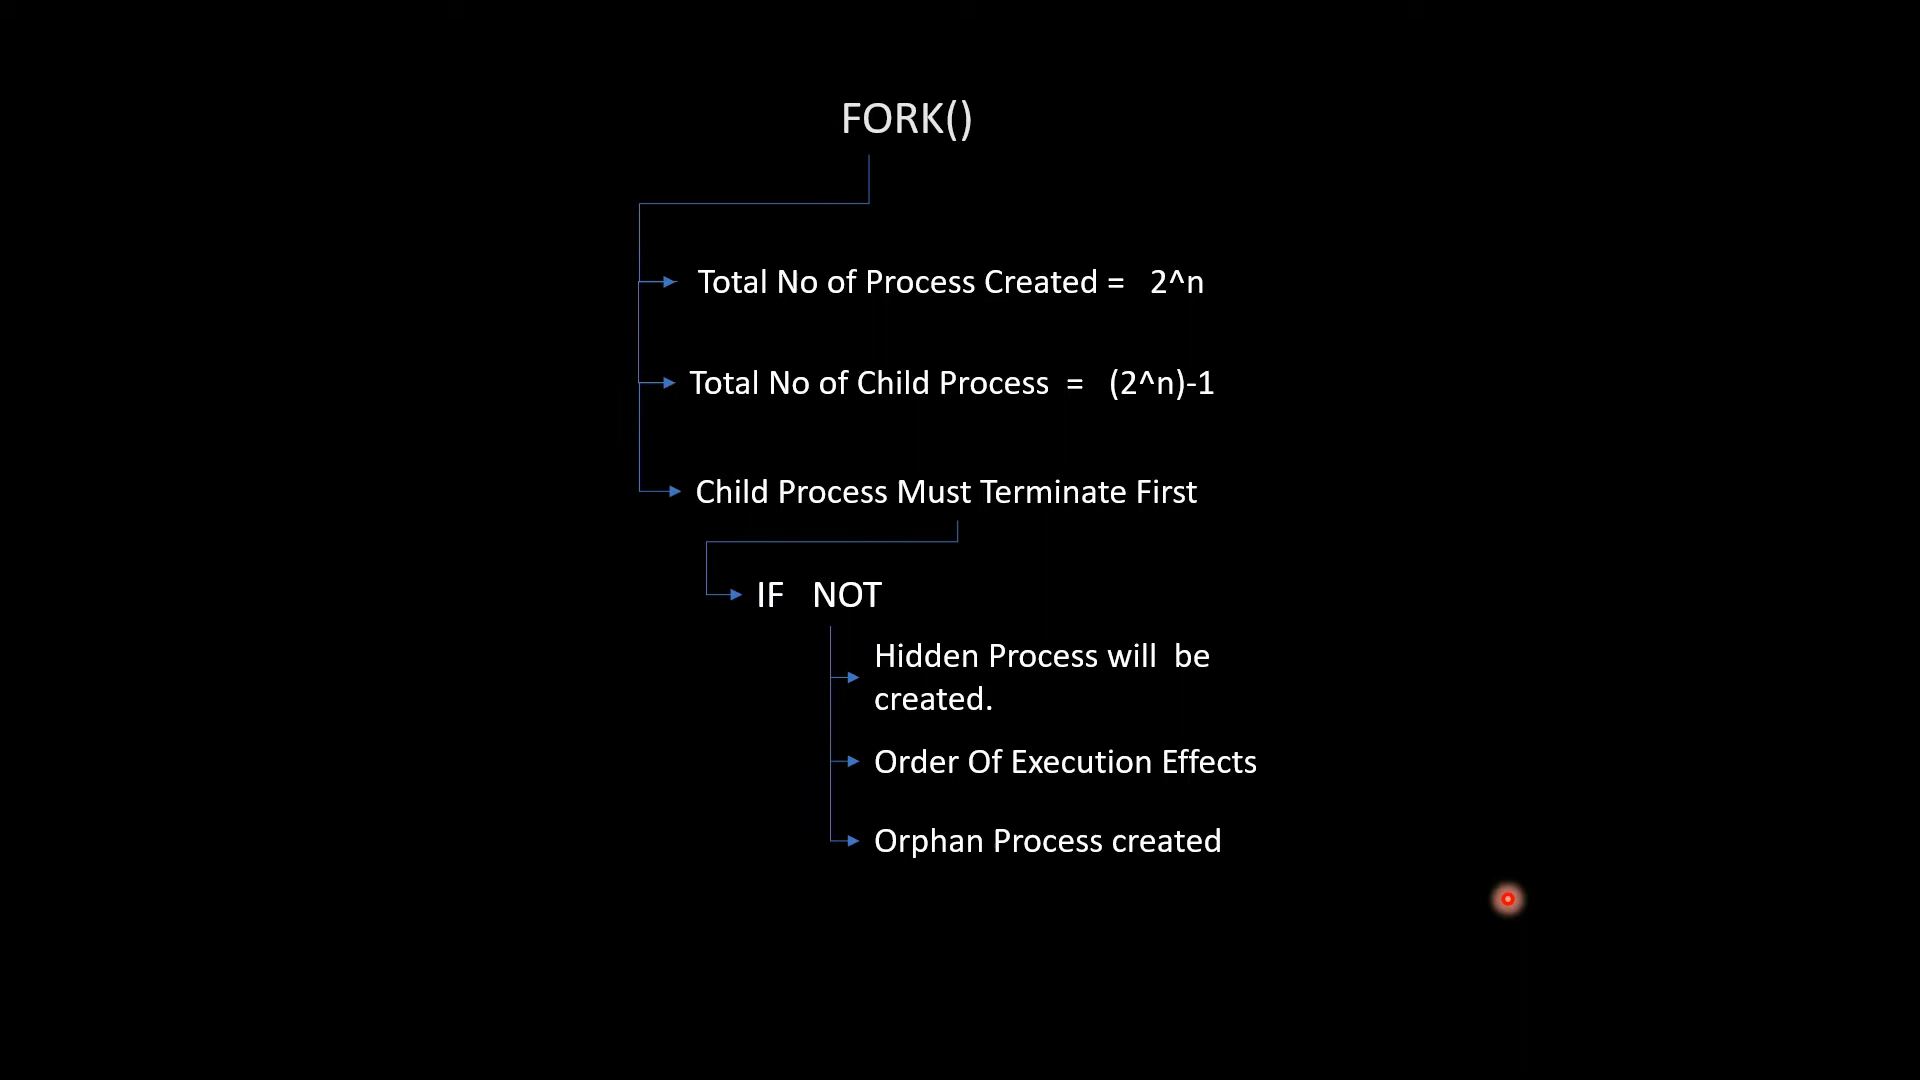 FORK()
Total No of Process Created = 2^n
Total No of Child Process = (2^n)-1
Child Process Must Terminate First
IF NOT
Hidden Process will be
created.
Order Of Execution Effects
Orphan Process created